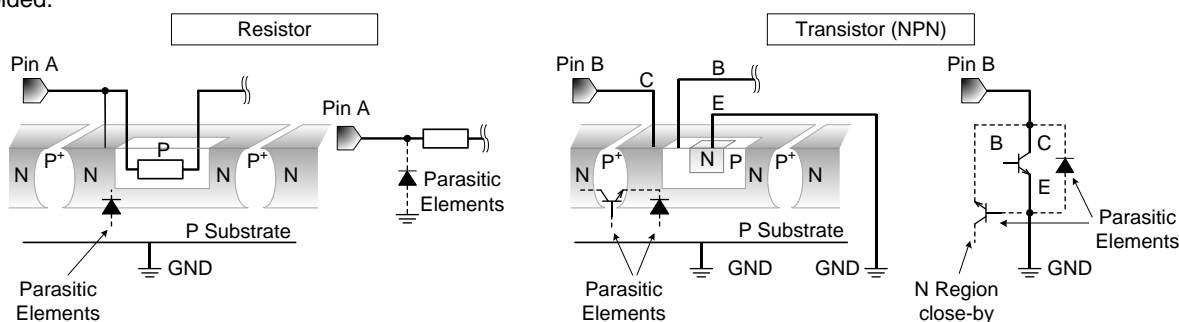 Resistor
Pin A
N
P+
N
P
N
P+
N
Parasitic
Elements
P Substrate
GND
Pin A
Parasitic
Elements
Transistor (NPN)
Pin B
C
B
E
N
P+
N
N
P
N
P+
N
P Substrate
Parasitic
Elements
GND
GND
Pin B
B
C
E
Parasitic
Elements
GND
N Region
close-by